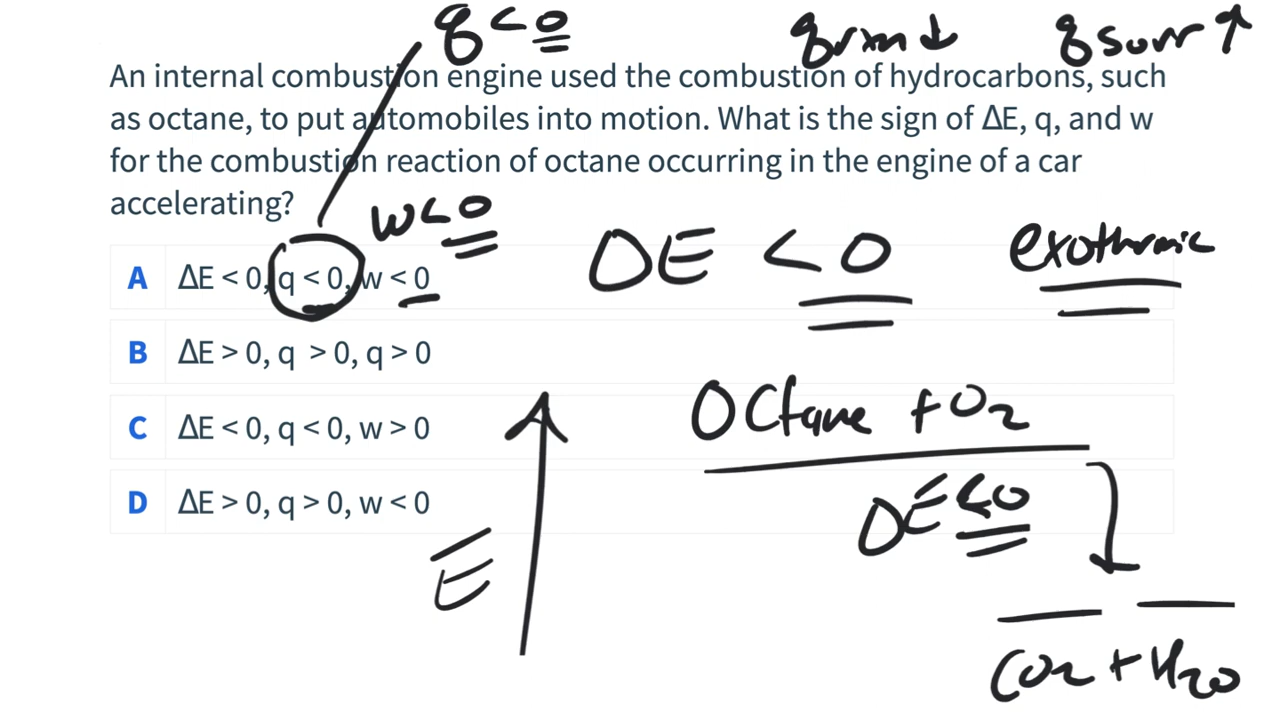 q < 0 qrxn ↓ qsurr ↑
An internal combustion engine used the combustion of hydrocarbons, such
as octane, to put automobiles into motion. What is the sign of ΔE, q, and w
for the combustion reaction of octane occurring in the engine of a car
accelerating?
w < 0
ΔE < 0 exothermic
A ΔE < 0, q < 0, w < 0
B ΔE > 0, q > 0, q > 0
Octane + O2
C ΔE < 0, q < 0, w > 0
D ΔE > 0, q > 0, w < 0
ΔE < 0
E
CO2 + H2O